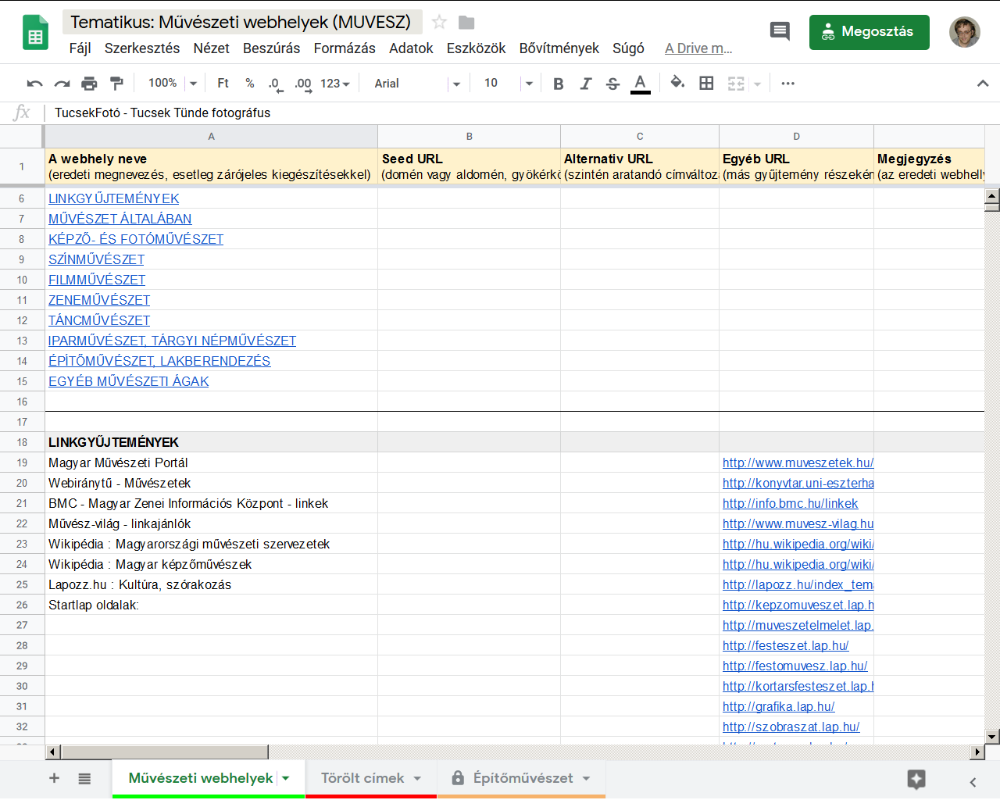 Tematikus: Művészeti webhelyek (MUVESZ)
Fájl Szerkesztés Nézet Beszúrás Formázás Adatok Eszközök Bővítmények Súgó A Drive m...
Megosztás
100% Ft % .0 .00 123 Arial 10 B I S A
fx TucsekFotó - Tucsek Tünde fotográfus
A B C D
1 A webhely neve Seed URL Alternativ URL Egyéb URL Megjegyzés
(eredeti megnevezés, esetleg zárójeles kiegészítésekkel) (domén vagy aldomén, gyökérkö (szintén aratandó címváltoza (más gyűjtemény részekén (az eredeti webhely
6 LINKGYŰJTEMÉNYEK
7 MŰVÉSZET ÁLTALÁBAN
8 KÉPZŐ- ÉS FOTÓMŰVÉSZET
9 SZÍNMŰVÉSZET
10 FILMMŰVÉSZET
11 ZENEMŰVÉSZET
12 TÁNCMŰVÉSZET
13 IPARMŰVÉSZET, TÁRGYI NÉPMŰVÉSZET
14 ÉPÍTŐMŰVÉSZET, LAKBERENDEZÉS
15 EGYÉB MŰVÉSZETI ÁGAK
16
17
18 LINKGYŰJTEMÉNYEK
19 Magyar Művészeti Portál http://www.muveszetek.hu/
20 Webiránytű - Művészetek http://konyvtar.uni-eszterha
21 BMC - Magyar Zenei Információs Központ - linkek http://info.bmc.hu/linkek
22 Művész-világ - linkajánlók http://www.muvesz-vilag.hu
23 Wikipédia : Magyarországi művészeti szervezetek http://hu.wikipedia.org/wiki/
24 Wikipédia : Magyar képzőművészek http://hu.wikipedia.org/wiki/
25 Lapozz.hu : Kultúra, szórakozás http://lapozz.hu/index_tema
26 Startlap oldalak: http://kepzomuveszet.lap.h
27 http://muveszetelmelet.lap.
28 http://festeszet.lap.hu/
29 http://festomuvesz.lap.hu/
30 http://kortarsfesteszet.lap.h
31 http://grafika.lap.hu/
32 http://szobraszat.lap.hu/
Művészeti webhelyek Törölt címek Építőművészet